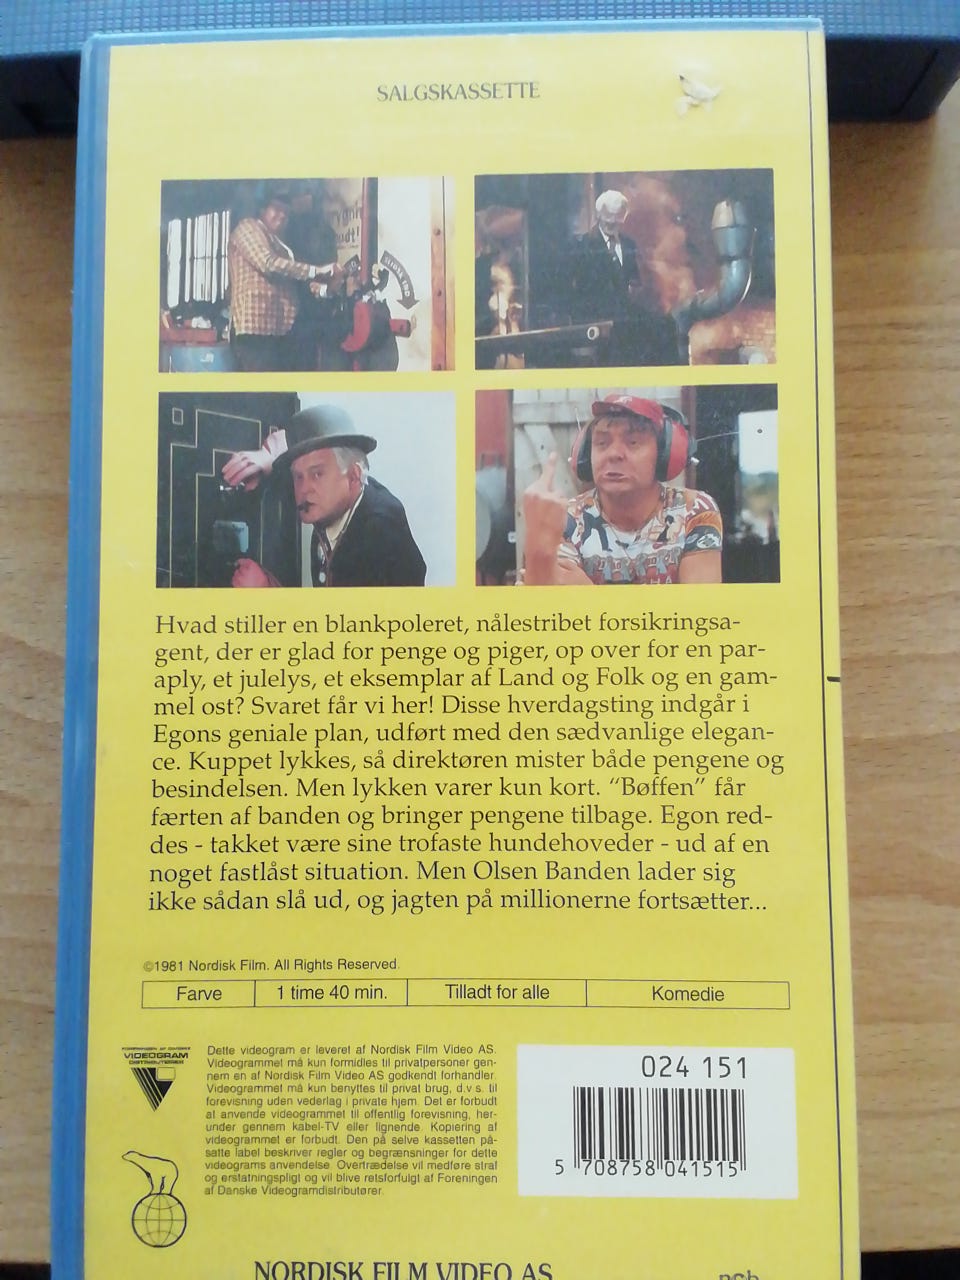 SALGSKASSETTE
Hvad stiller en blankpoleret, nålestribet forsikringsa-
gent, der er glad for penge og piger, op over for en par-
aply, et julelys, et eksemplar af Land og Folk og en gam-
mel ost? Svaret får vi her! Disse hverdagsting indgår i
Egons geniale plan, udført med den sædvanlige elegan-
ce. Kuppet lykkes, så direktøren mister både pengene og
besindelsen. Men lykken varer kun kort. "Bøffen" får
færten af banden og bringer pengene tilbage. Egon red-
des - takket være sine trofaste hundehoveder - ud af en
noget fastlåst situation. Men Olsen Banden lader sig
ikke sådan slå ud, og jagten på millionerne fortsætter...
©1981 Nordisk Film. All Rights Reserved.
Farve 1 time 40 min. Tilladt for alle Komedie
FORENINGEN AF DANSKE
VIDEOGRAM
DISTRIBUTØRER
Dette videogram er leveret af Nordisk Film Video AS.
Videogrammet må kun formidles til privatpersoner gen-
nem en af Nordisk Film Video AS godkendt forhandler.
Videogrammet må kun benyttes til privat brug, d.v.s. til
forevisning uden vederlag i private hjem. Det er forbudt
at anvende videogrammet til offentlig forevisning, her-
under gennem kabel-TV eller lignende. Kopiering af
videogrammet er forbudt. Den på selve kassetten på-
satte label beskriver regler og begrænsninger for dette
videograms anvendelse. Overtrædelse vil medføre straf
og erstatningspligt og vil blive retsforfulgt af Foreningen
af Danske Videogramdistributører.
024 151
5 708758 041515
NORDISK FILM VIDEO AS
ncb